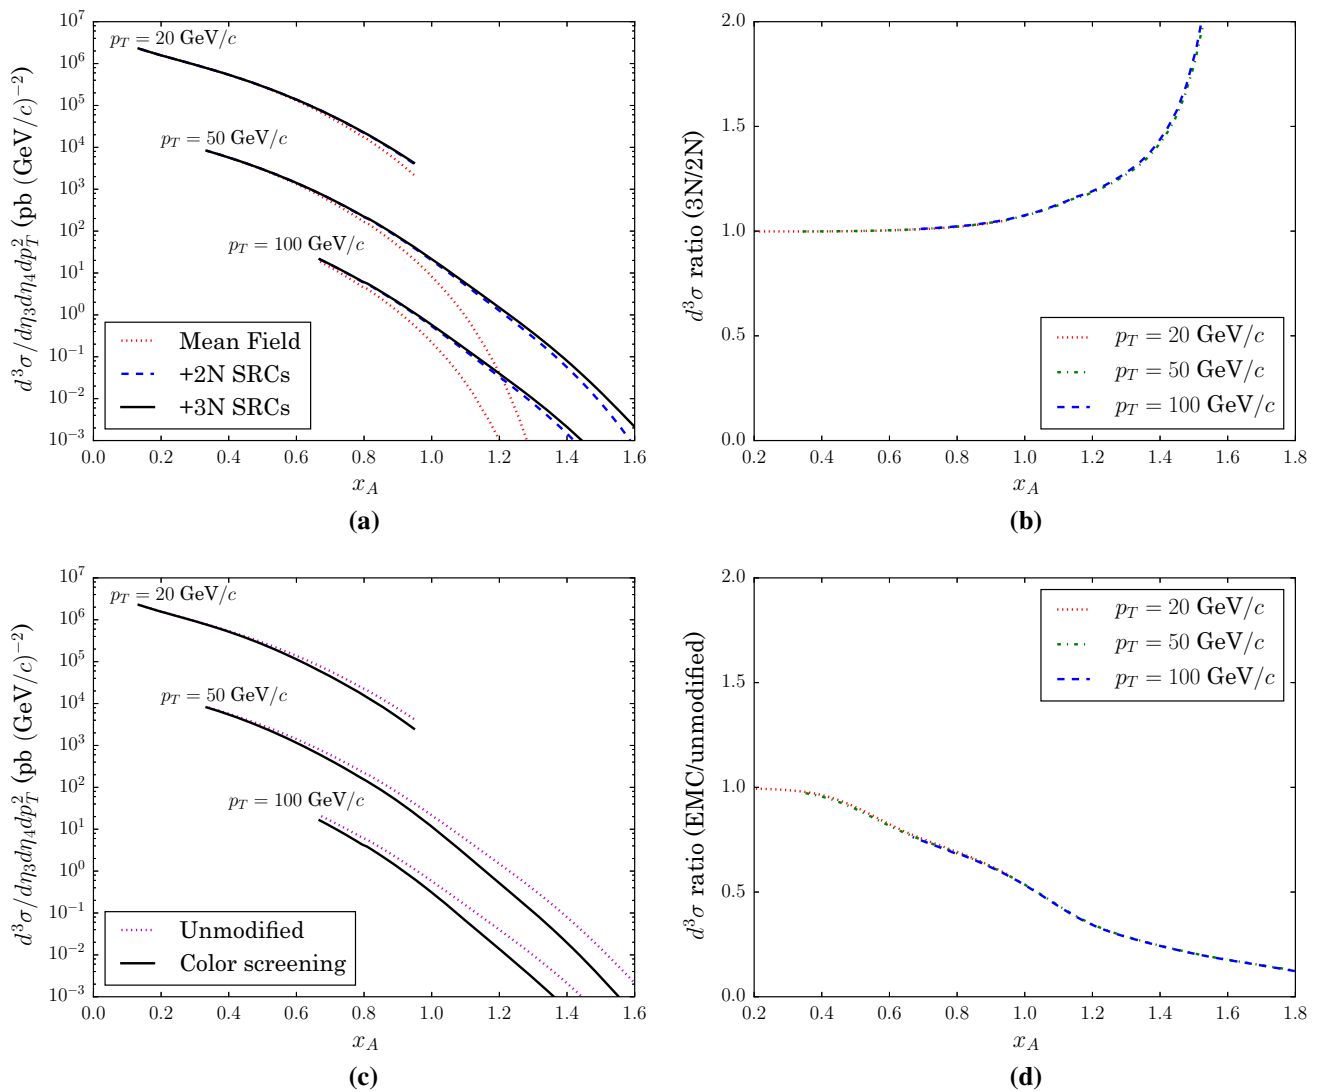 10^7
10^6
10^5
10^4
10^3
10^2
10^1
10^0
10^{-1}
10^{-2}
10^{-3}
d^3σ/dη_3dη_4dp_T^2 (pb (GeV/c)^{-2})
p_T = 20 GeV/c
p_T = 50 GeV/c
p_T = 100 GeV/c
Mean Field
+2N SRCs
+3N SRCs
0.0 0.2 0.4 0.6 0.8 1.0 1.2 1.4 1.6
x_A
(a)
2.0
1.5
1.0
0.5
0.0
d^3σ ratio (3N/2N)
p_T = 20 GeV/c
p_T = 50 GeV/c
p_T = 100 GeV/c
0.2 0.4 0.6 0.8 1.0 1.2 1.4 1.6 1.8
x_A
(b)
10^7
10^6
10^5
10^4
10^3
10^2
10^1
10^0
10^{-1}
10^{-2}
10^{-3}
d^3σ/dη_3dη_4dp_T^2 (pb (GeV/c)^{-2})
p_T = 20 GeV/c
p_T = 50 GeV/c
p_T = 100 GeV/c
Unmodified
Color screening
0.0 0.2 0.4 0.6 0.8 1.0 1.2 1.4 1.6
x_A
(c)
2.0
1.5
1.0
0.5
0.0
d^3σ ratio (EMC/unmodified)
p_T = 20 GeV/c
p_T = 50 GeV/c
p_T = 100 GeV/c
0.2 0.4 0.6 0.8 1.0 1.2 1.4 1.6 1.8
x_A
(d)